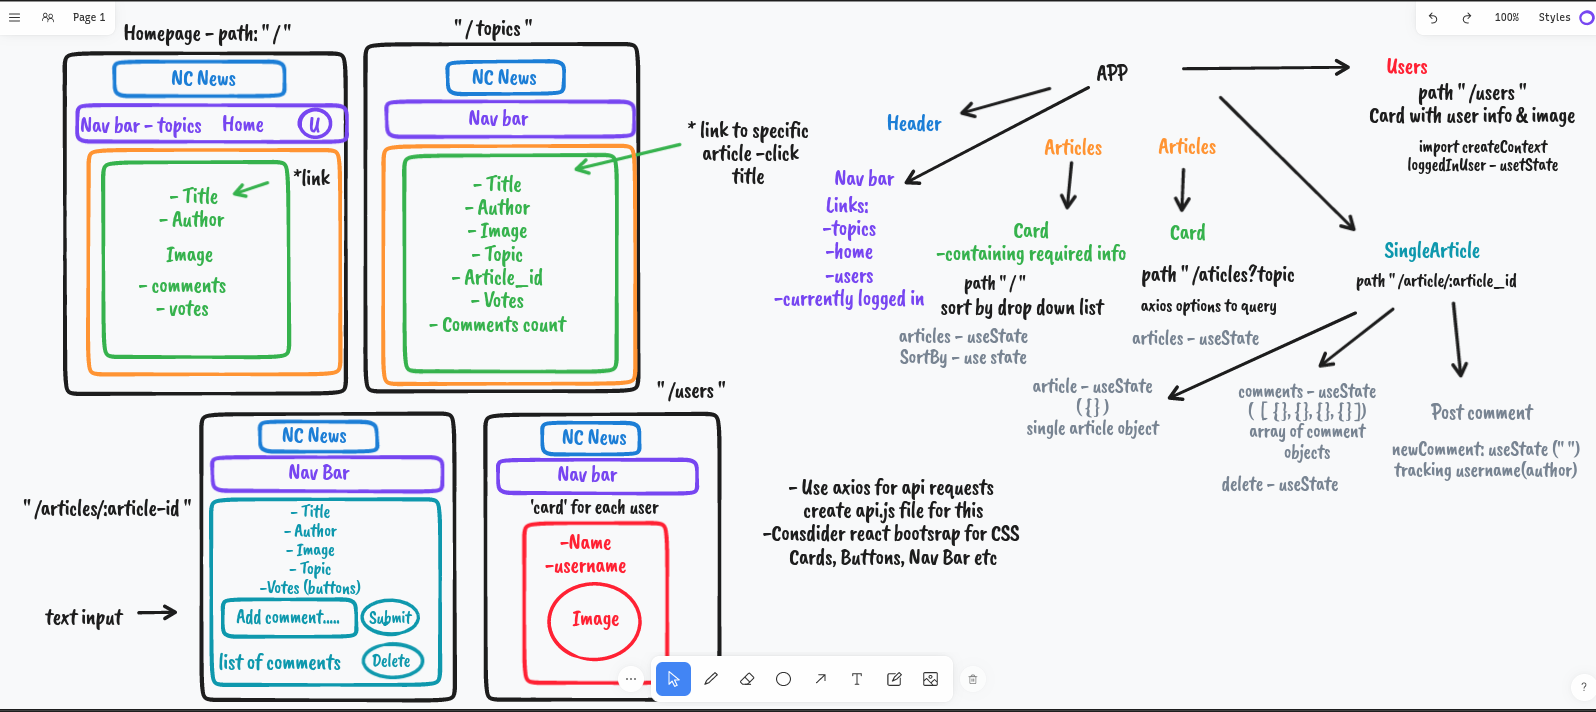 Page 1
100%
Styles
Homepage - path: "/"
NC News
Nav bar - topics Home U
*link
- Title
- Author
Image
- comments
- votes
"/topics"
NC News
Nav bar
- Title
- Author
- Image
- Topic
- Article_id
- Votes
- Comments count
* link to specific
article -click
title
"/articles/:article-id"
NC News
Nav Bar
- Title
- Author
- Image
- Topic
-Votes (buttons)
text input
Add comment.....
Submit
list of comments
Delete
"/users"
NC News
Nav bar
'card' for each user
-Name
-username
Image
APP
Header
Nav bar
Links:
-topics
-home
-users
-currently logged in
Articles
Card
-containing required info
path "/"
sort by drop down list
articles - useState
SortBy - use state
Articles
Card
path "/aticles?topic
axios options to query
articles - useState
Users
path "/users"
Card with user info & image
import createContext
loggedInUser - usetState
SingleArticle
path "/article/:article_id
article - useState
({})
single article object
comments - useState
( [ {},{},{},{}])
array of comment
objects
delete - useState
Post comment
newComment: useState (" ")
tracking username(author)
- Use axios for api requests
create api.js file for this
-Consdider react bootsrap for CSS
Cards, Buttons, Nav Bar etc
T
?